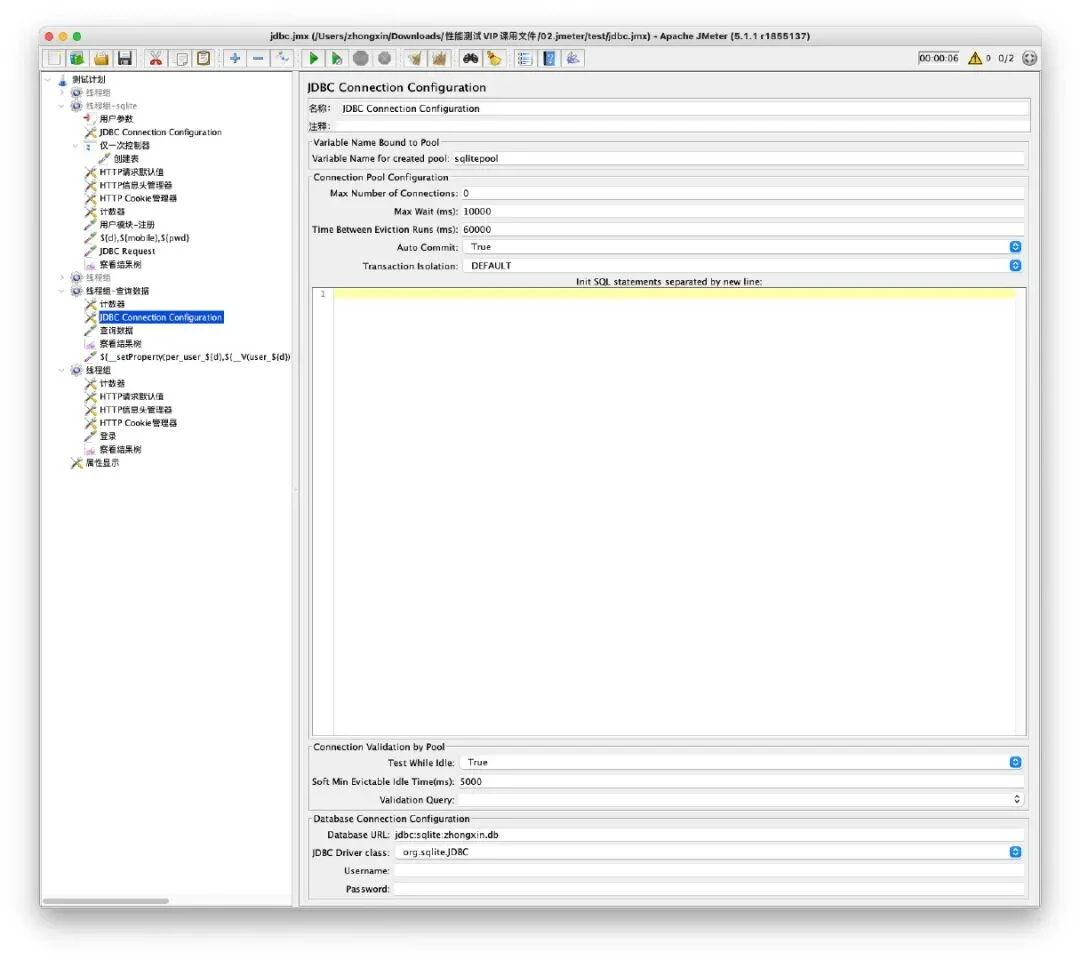 jdbc.jmx (/Users/zhongxin/Downloads/性能测试VIP课用文件/02.jmeter/test/jdbc.jmx) - Apache JMeter (5.1.1 r1855137)
00:00:06 0 0/2
测试计划
线程组
线程组-sqlite
用户参数
JDBC Connection Configuration
仅一次控制器
创建表
HTTP请求默认值
HTTP信息头管理器
HTTP Cookie管理器
计数器
用户模块-注册
${d},${mobile},${pwd}
JDBC Request
察看结果树
线程组
线程组-查询数据
计数器
JDBC Connection Configuration
查询数据
察看结果树
${__setProperty(per_user_${d},${__V(user_${d})
线程组
计数器
HTTP请求默认值
HTTP信息头管理器
HTTP Cookie管理器
登录
察看结果树
属性显示
JDBC Connection Configuration
名称: JDBC Connection Configuration
注释:
Variable Name Bound to Pool
Variable Name for created pool: sqlitepool
Connection Pool Configuration
Max Number of Connections: 0
Max Wait (ms): 10000
Time Between Eviction Runs (ms): 60000
Auto Commit: True
Transaction Isolation: DEFAULT
Init SQL statements separated by new line:
1
Connection Validation by Pool
Test While Idle: True
Soft Min Evictable Idle Time(ms): 5000
Validation Query:
Database Connection Configuration
Database URL: jdbc:sqlite:zhongxin.db
JDBC Driver class: org.sqlite.JDBC
Username:
Password: